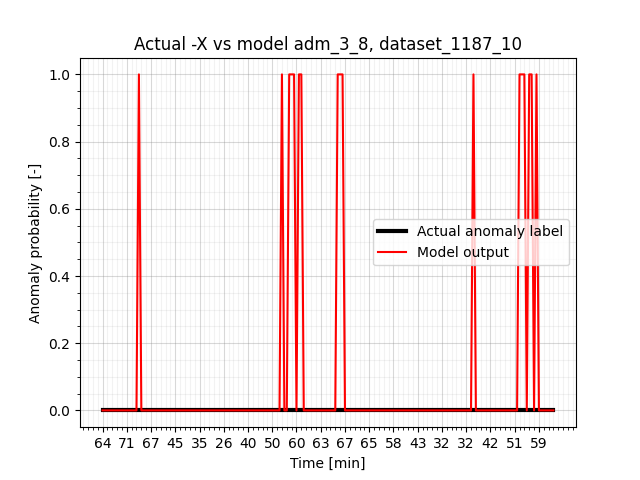 Actual -X vs model adm_3_8, dataset_1187_10
Anomaly probability [-]
1.0
0.8
0.6
0.4
0.2
0.0
Actual anomaly label
Model output
64 71 67 45 35 26 40 50 60 63 67 65 58 43 32 32 42 51 59
Time [min]